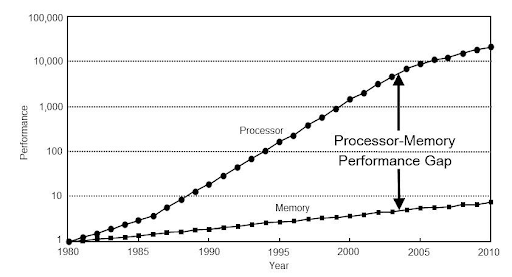 100,000
10,000
1,000
100
10
1
Performance
Processor
Processor-Memory
Performance Gap
Memory
1980 1985 1990 1995 2000 2005 2010
Year